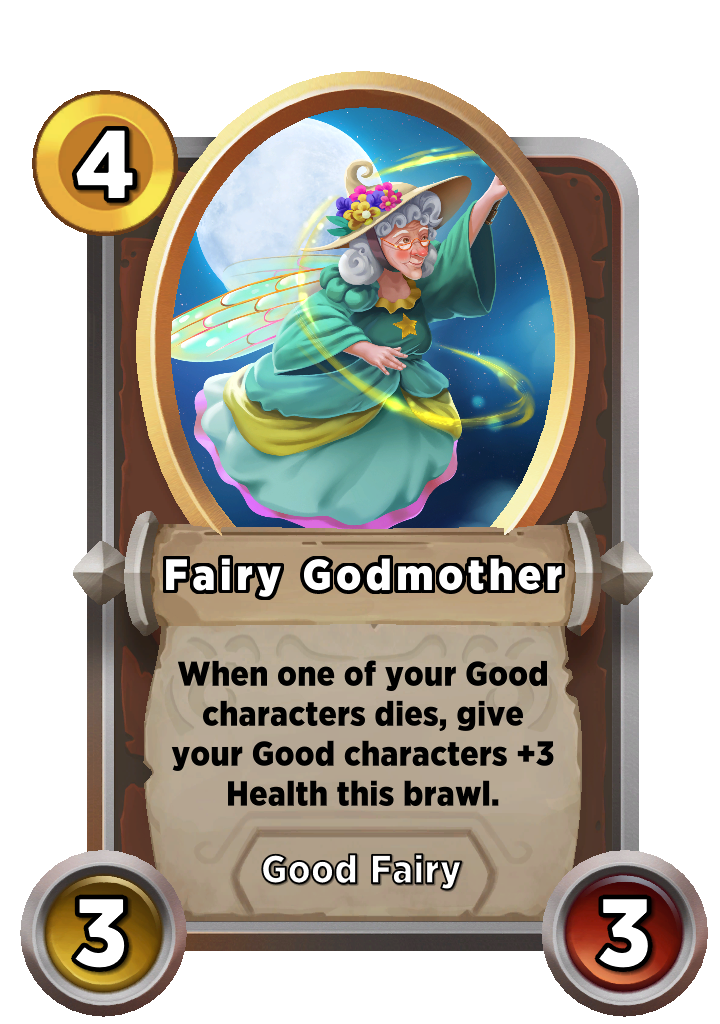 4
Fairy Godmother
When one of your Good
characters dies, give
your Good characters +3
Health this brawl.
Good Fairy
3
3